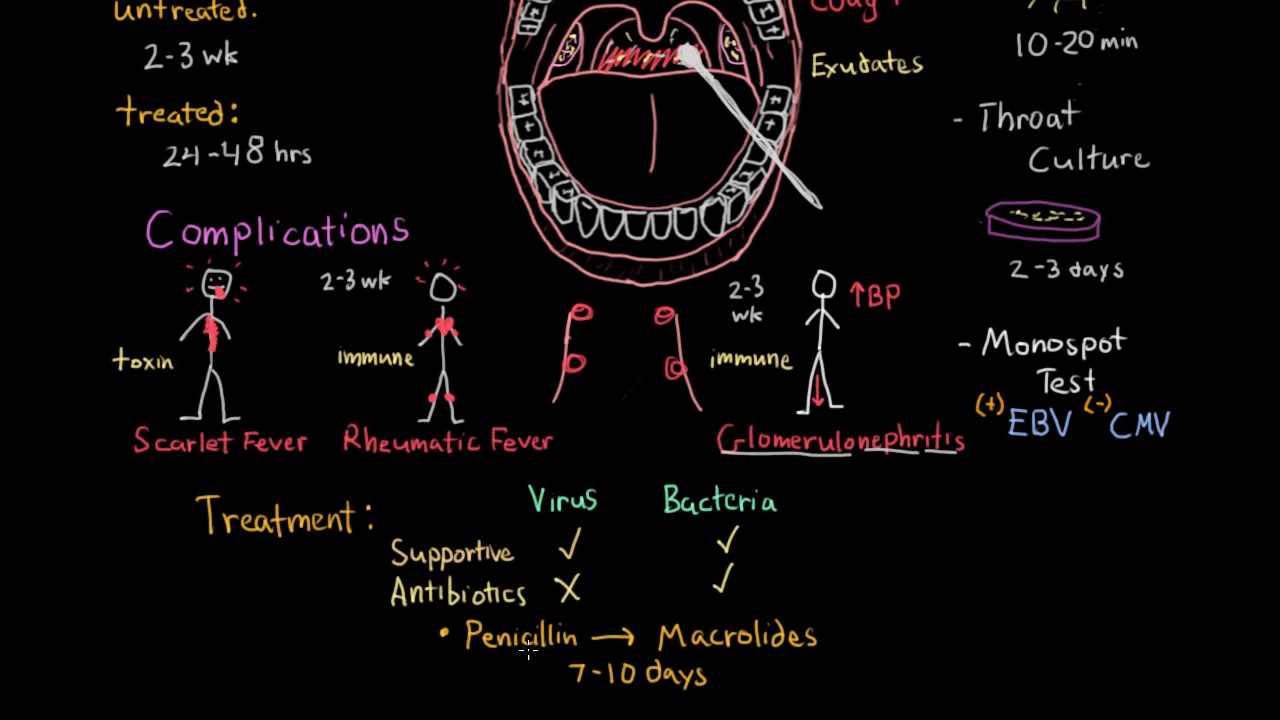 untreated:
2-3 wk
treated:
24-48 hrs
Exudates
10-20 min
- Throat
Culture
2-3 days
- Monospot
Test
(+) EBV (-) CMV
Complications
toxin
Scarlet Fever
2-3 wk
immune
Rheumatic Fever
2-3
wk
↑BP
immune
Glomerulonephritis
Treatment:
Virus Bacteria
Supportive ✓ ✓
Antibiotics X ✓
• Penicillin → Macrolides
7-10 days